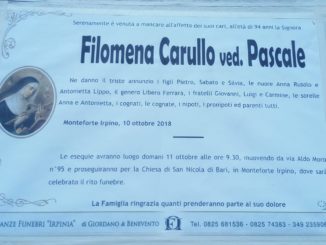 Serenamente è venuta a mancare all'affetto dei suoi cari, all'età di 94 anni la Signora
Filomena Carullo ved. Pascale
Ne danno il triste annunzio i figli Pietro, Sabato e Silvia, le nuore Anna Rusolo e
Antonietta Lippo, il genero Libero Ferrara, i fratelli Giovanni, Luigi e Carmine, le sorelle
Anna e Antonietta, i cognati, le cognate, i nipoti, i pronipoti ed parenti tutti.
Monteforte Irpino, 10 ottobre 2018
Le esequie avranno luogo domani 11 ottobre alle ore 9.30, muovendo da via Aldo Moro
n°95 e proseguiranno per la Chiesa di San Nicola di Bari, in Monteforte Irpino, dove sarà
celebrato il rito funebre.
La Famiglia ringrazia quanti prenderanno parte al suo dolore
ANZE FUNEBRI "IRPINIA" di GIORDANO & BENEVENTO Tel. 0825 681536 - 0825 74363 - 349